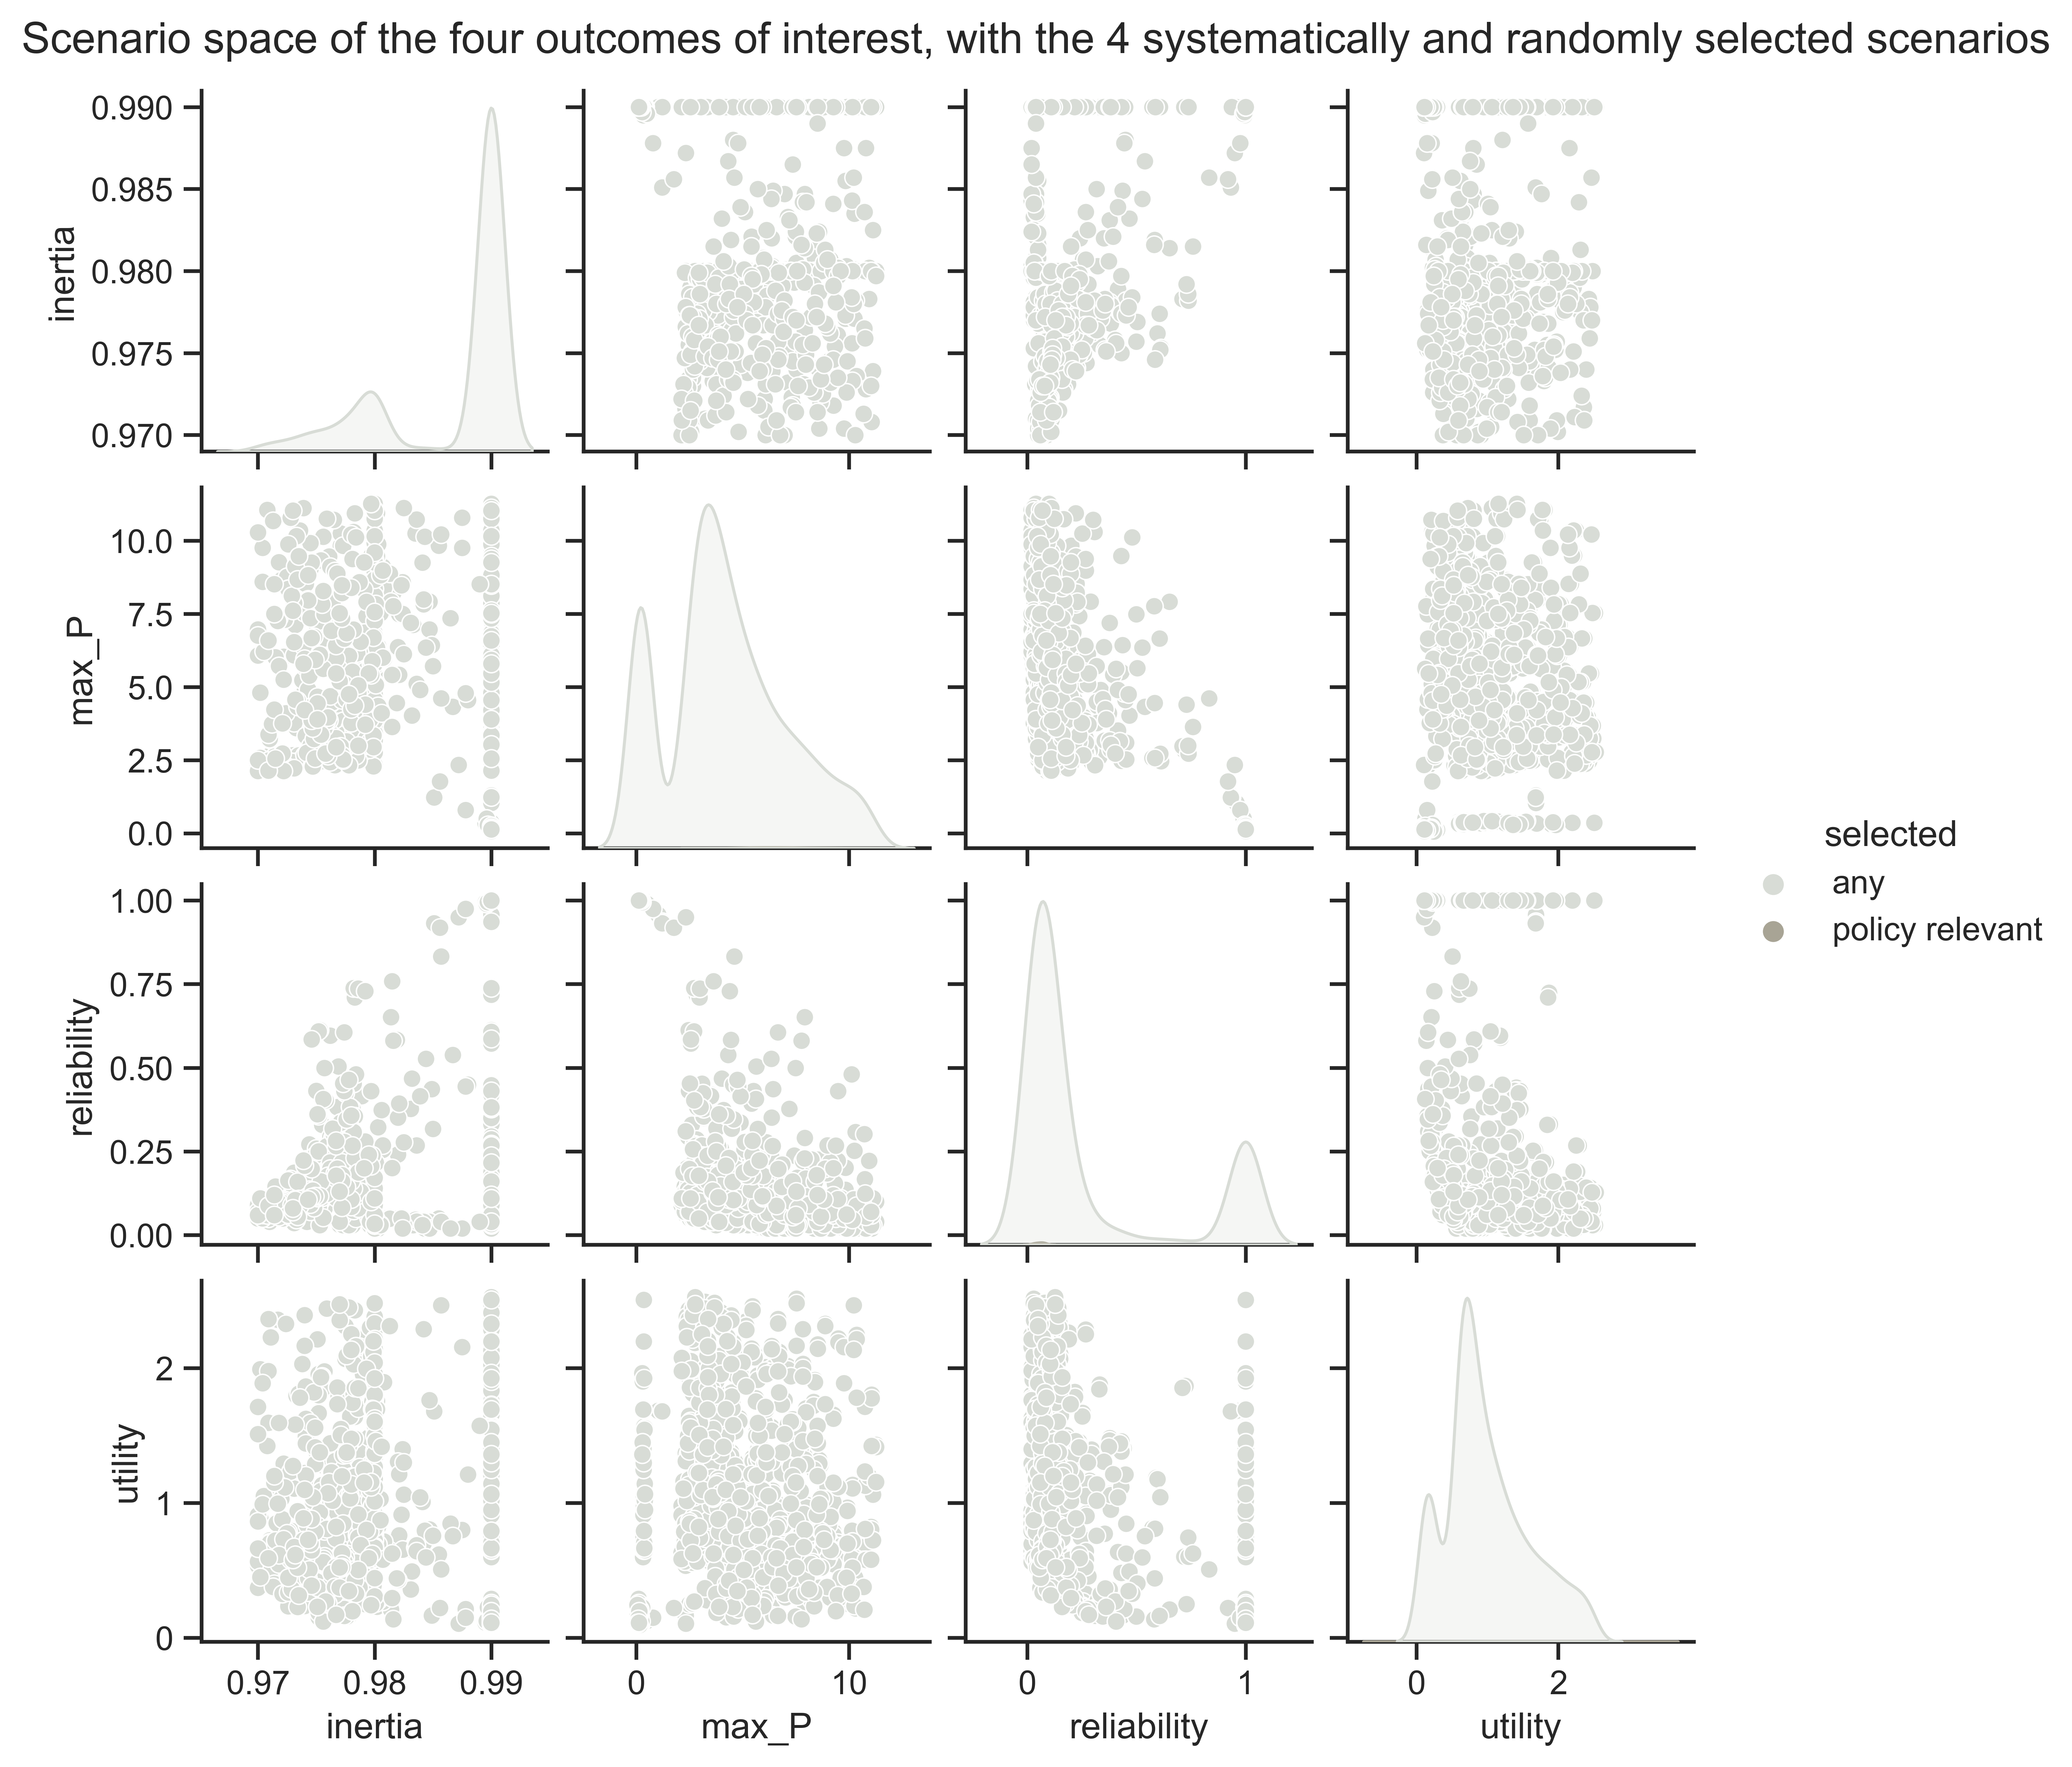 Scenario space of the four outcomes of interest, with the 4 systematically and randomly selected scenarios
0.990
0.985
0.980
0.975
0.970
inertia
10.0
7.5
5.0
2.5
0.0
max_P
selected
any
policy relevant
1.00
0.75
0.50
0.25
0.00
reliability
2
1
0
utility
0.97 0.98 0.99
0 10
0 1
0 2
inertia
max_P
reliability
utility